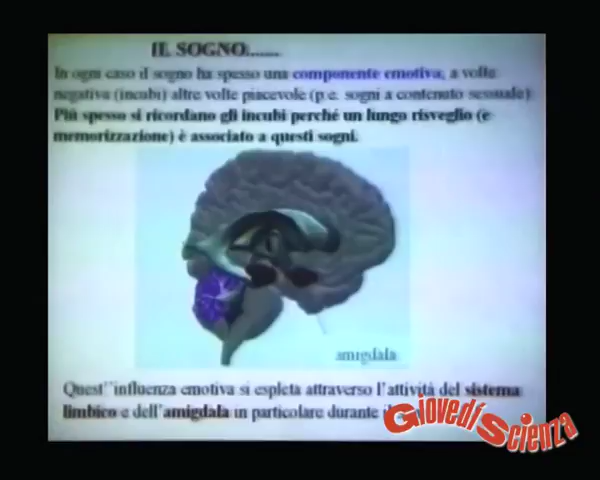 IL SOGNO......
In ogni caso il sogno ha spesso una componente emotiva, a volte
negativa (incubi) altre volte piacevole (p.e. sogni a contenuto sessuale)
Più spesso si ricordano gli incubi perché un lungo risveglio (e
memorizzazione) è associato a questi sogni.
amigdala
Quest'influenza emotiva si espleta attraverso l'attività del sistema
limbico e dell'amigdala in particolare durante
Giovedí
Scienza